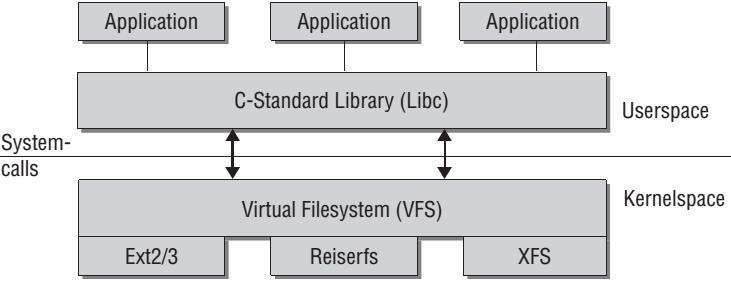 Application
Application
Application
C-Standard Library (Libc)
Userspace
System-
calls
Kernelspace
Virtual Filesystem (VFS)
Ext2/3
Reiserfs
XFS